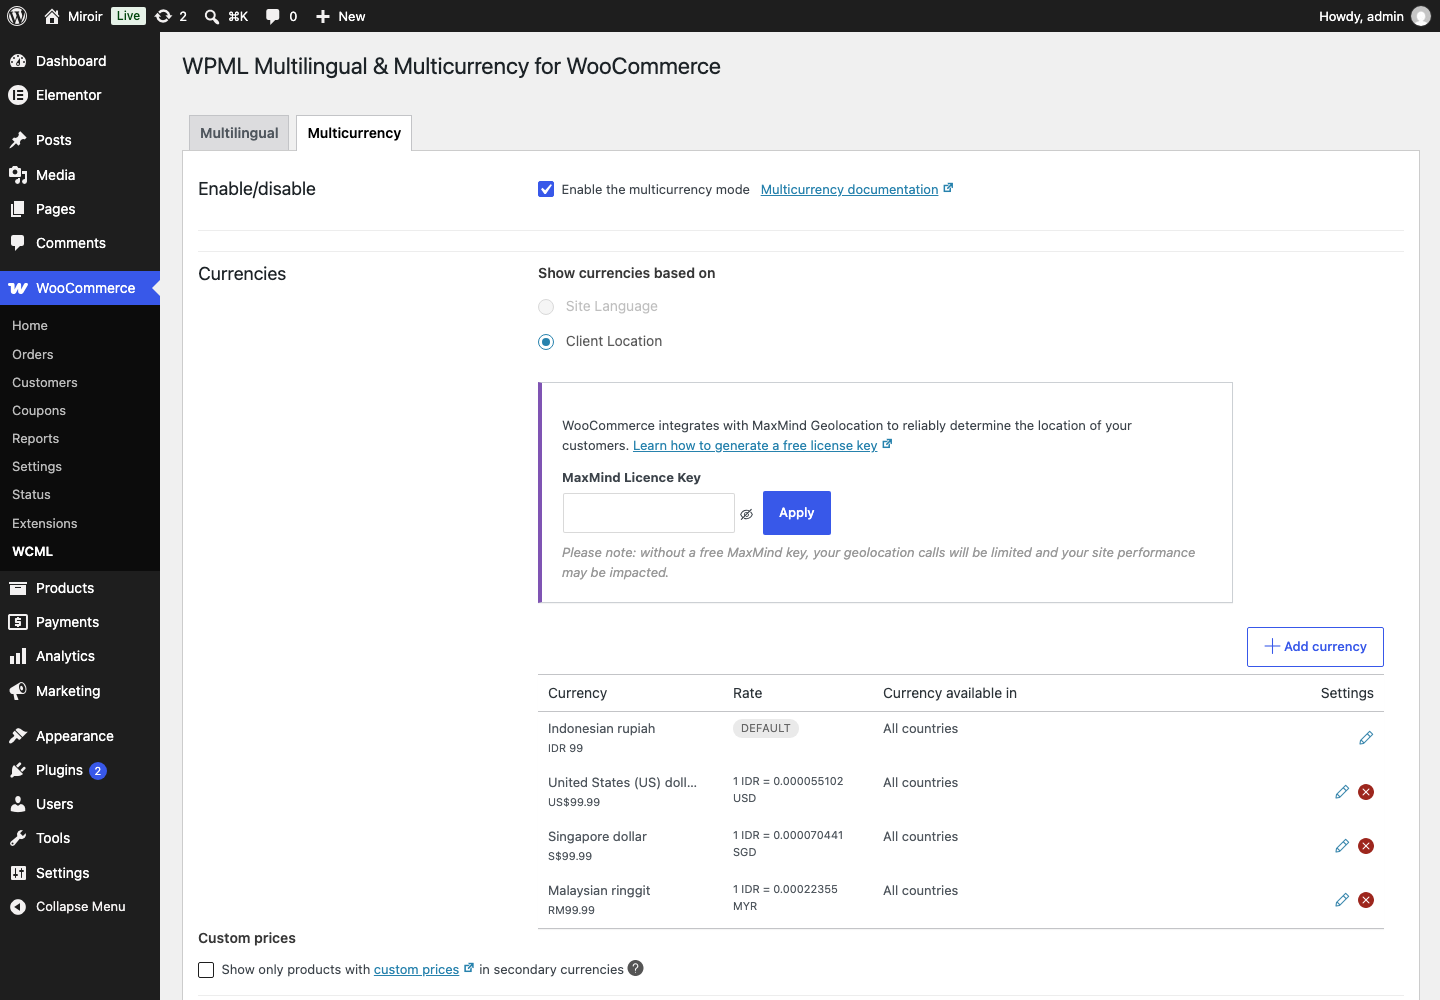 Miroir Live 2 ⌘K 0 New Howdy, admin
Dashboard
Elementor
Posts
Media
Pages
Comments
WooCommerce
Home
Orders
Customers
Coupons
Reports
Settings
Status
Extensions
WCML
Products
Payments
Analytics
Marketing
Appearance
Plugins 2
Users
Tools
Settings
Collapse Menu
WPML Multilingual & Multicurrency for WooCommerce
Multilingual Multicurrency
Enable/disable
Enable the multicurrency mode Multicurrency documentation
Currencies
Show currencies based on
Site Language
Client Location
WooCommerce integrates with MaxMind Geolocation to reliably determine the location of your
customers. Learn how to generate a free license key
MaxMind Licence Key
Apply
Please note: without a free MaxMind key, your geolocation calls will be limited and your site performance
may be impacted.
Add currency
Currency Rate Currency available in Settings
Indonesian rupiah DEFAULT All countries
IDR 99
United States (US) doll... 1 IDR = 0.000055102 All countries
US$99.99 USD
Singapore dollar 1 IDR = 0.000070441 All countries
S$99.99 SGD
Malaysian ringgit 1 IDR = 0.00022355 All countries
RM99.99 MYR
Custom prices
Show only products with custom prices in secondary currencies ?